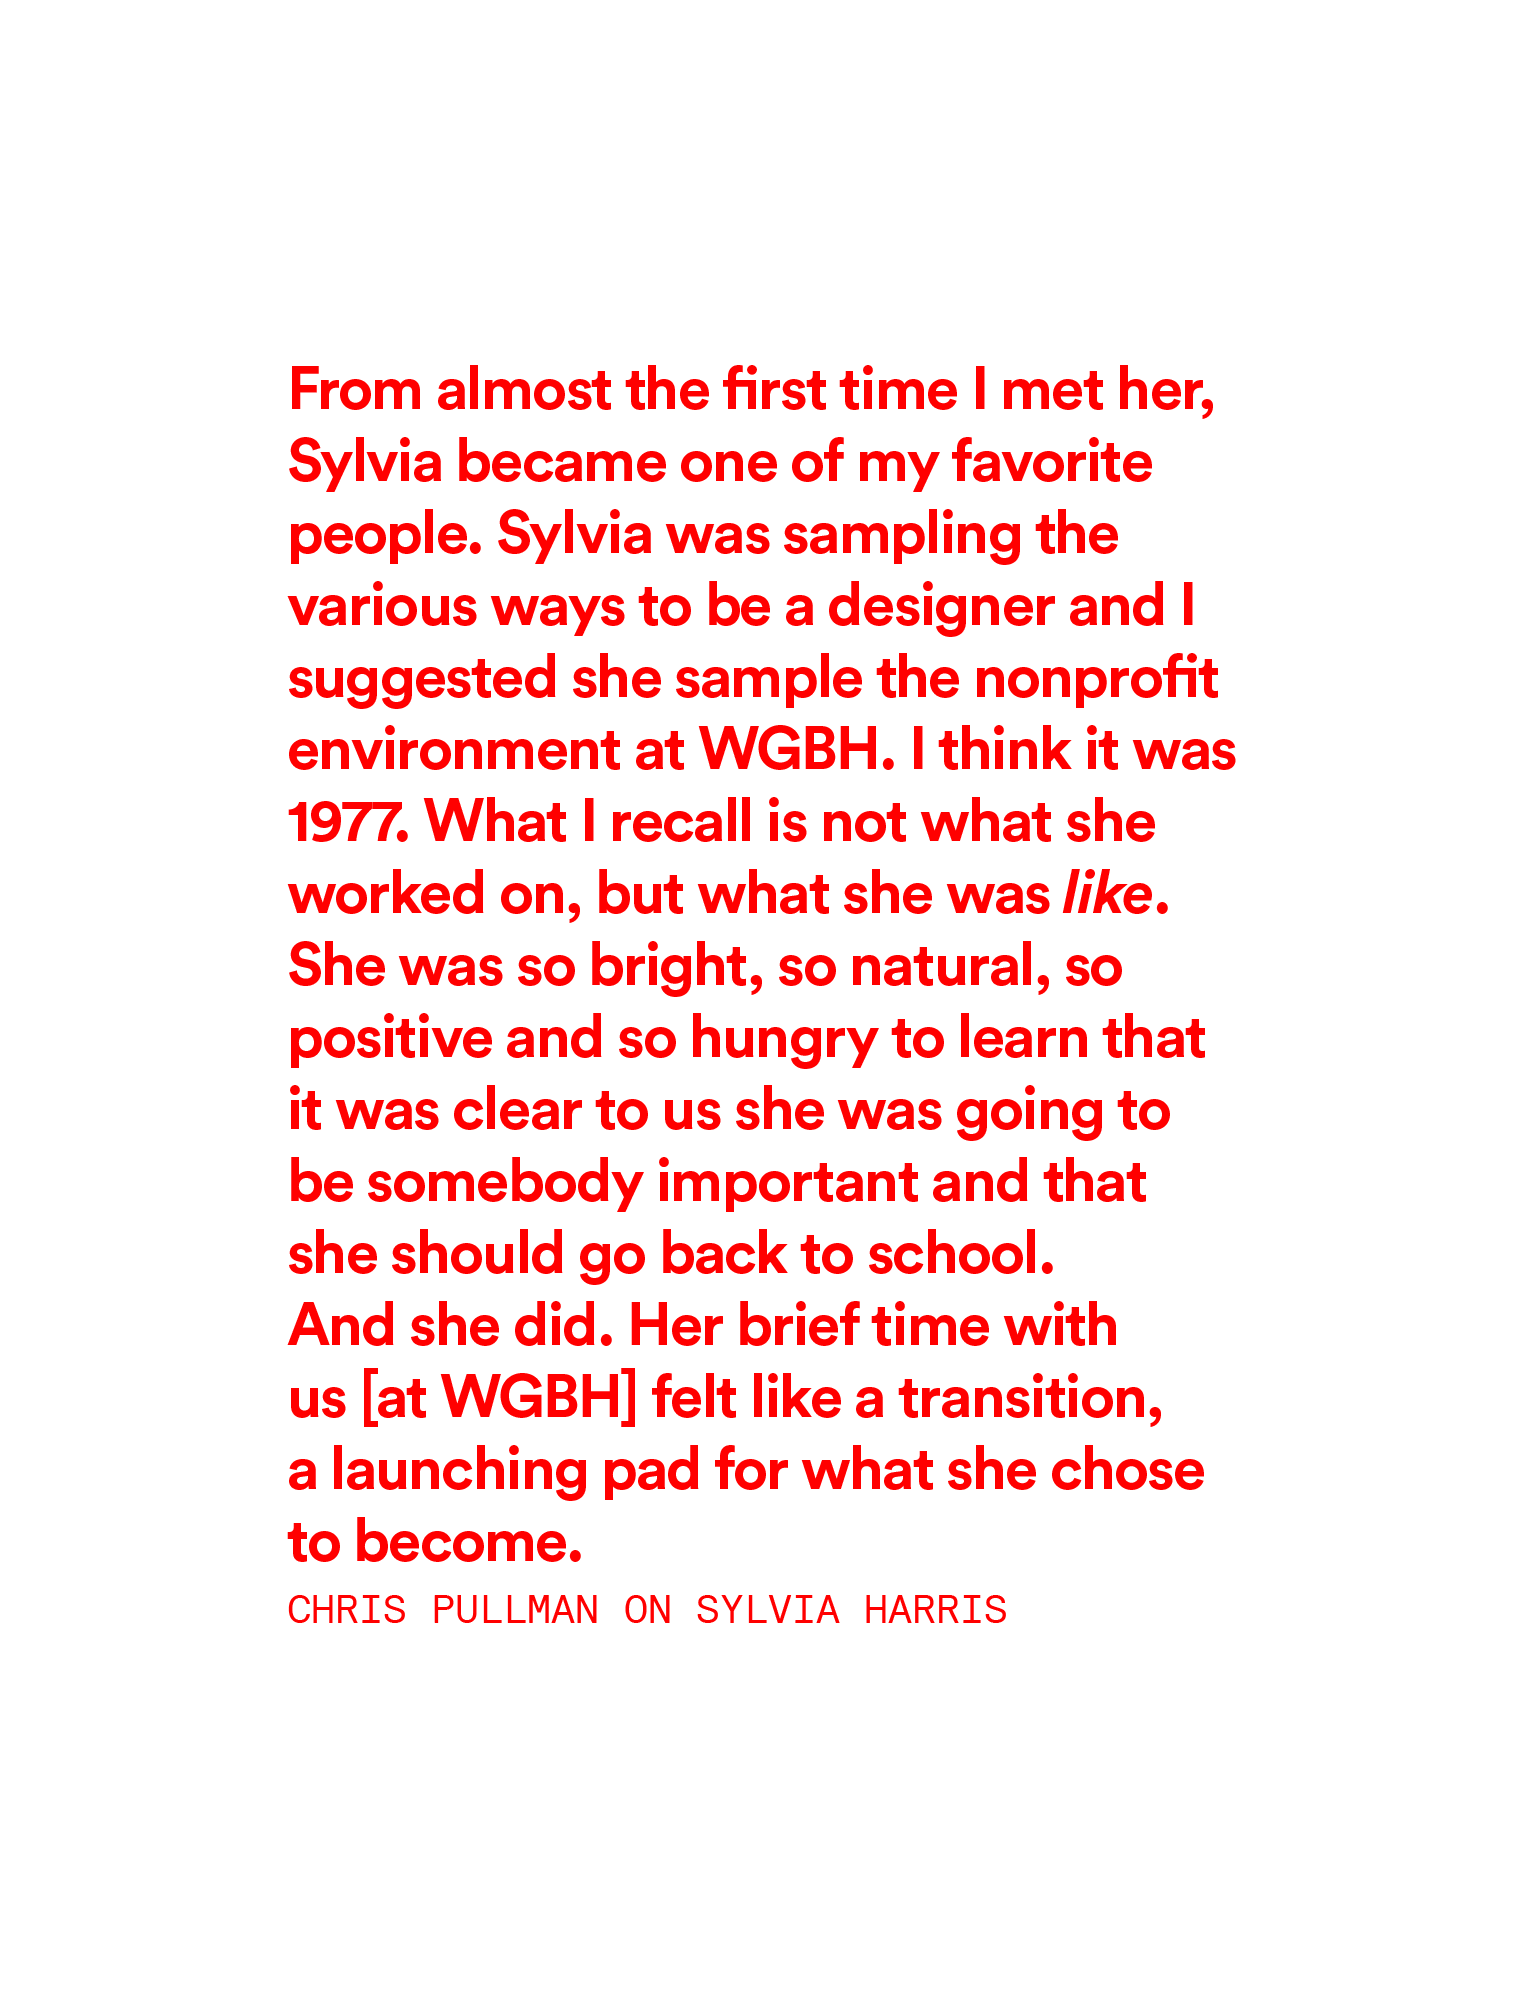 From almost the first time I met her,
Sylvia became one of my favorite
people. Sylvia was sampling the
various ways to be a designer and I
suggested she sample the nonprofit
environment at WGBH. I think it was
1977. What I recall is not what she
worked on, but what she was like.
She was so bright, so natural, so
positive and so hungry to learn that
it was clear to us she was going to
be somebody important and that
she should go back to school.
And she did. Her brief time with
us [at WGBH] felt like a transition,
a launching pad for what she chose
to become.
CHRIS PULLMAN ON SYLVIA HARRIS